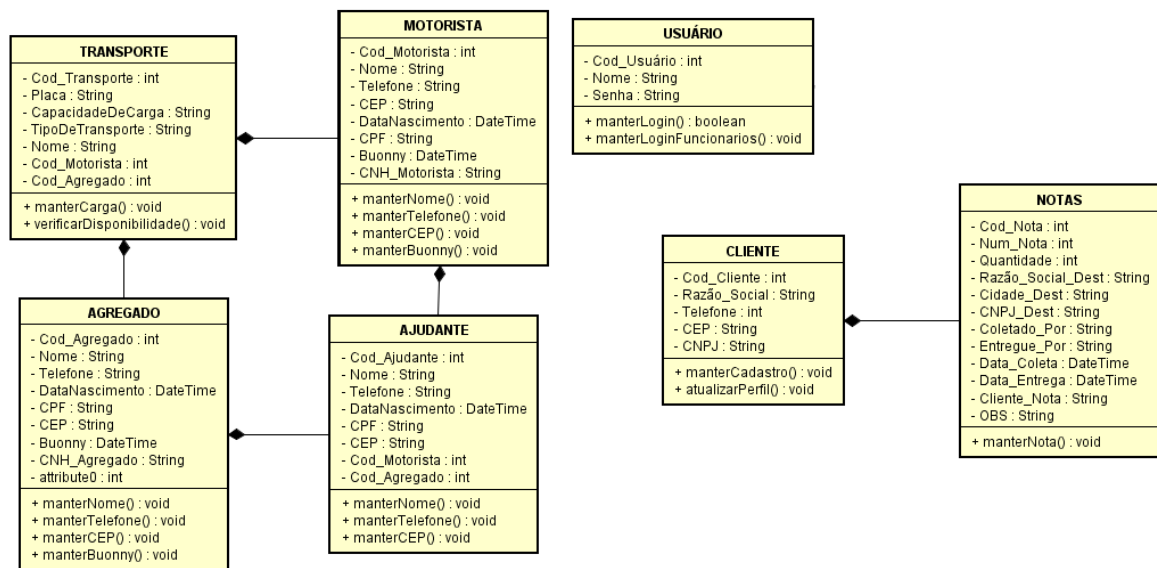 TRANSPORTE
- Cod_Transporte : int
- Placa : String
- CapacidadeDeCarga : String
- TipoDeTransporte : String
- Nome : String
- Cod_Motorista : int
- Cod_Agregado : int
+ manterCarga() : void
+ verificarDisponibilidade() : void
MOTORISTA
- Cod_Motorista : int
- Nome : String
- Telefone : String
- CEP : String
- DataNascimento : DateTime
- CPF : String
- Buonny : DateTime
- CNH_Motorista : String
+ manterNome() : void
+ manterTelefone() : void
+ manterCEP() : void
+ manterBuonny() : void
USUÁRIO
- Cod_Usuário : int
- Nome : String
- Senha : String
+ manterLogin() : boolean
+ manterLoginFuncionarios() : void
AGREGADO
- Cod_Agregado : int
- Nome : String
- Telefone : String
- DataNascimento : DateTime
- CPF : String
- CEP : String
- Buonny : DateTime
- CNH_Agregado : String
- attribute0 : int
+ manterNome() : void
+ manterTelefone() : void
+ manterCEP() : void
+ manterBuonny() : void
AJUDANTE
- Cod_Ajudante : int
- Nome : String
- Telefone : String
- DataNascimento : DateTime
- CPF : String
- CEP : String
- Cod_Motorista : int
- Cod_Agregado : int
+ manterNome() : void
+ manterTelefone() : void
+ manterCEP() : void
CLIENTE
- Cod_Cliente : int
- Razão_Social : String
- Telefone : int
- CEP : String
- CNPJ : String
+ manterCadastro() : void
+ atualizarPerfil() : void
NOTAS
- Cod_Nota : int
- Num_Nota : int
- Quantidade : int
- Razão_Social_Dest : String
- Cidade_Dest : String
- CNPJ_Dest : String
- Coletado_Por : String
- Entregue_Por : String
- Data_Coleta : DateTime
- Data_Entrega : DateTime
- Cliente_Nota : String
- OBS : String
+ manterNota() : void